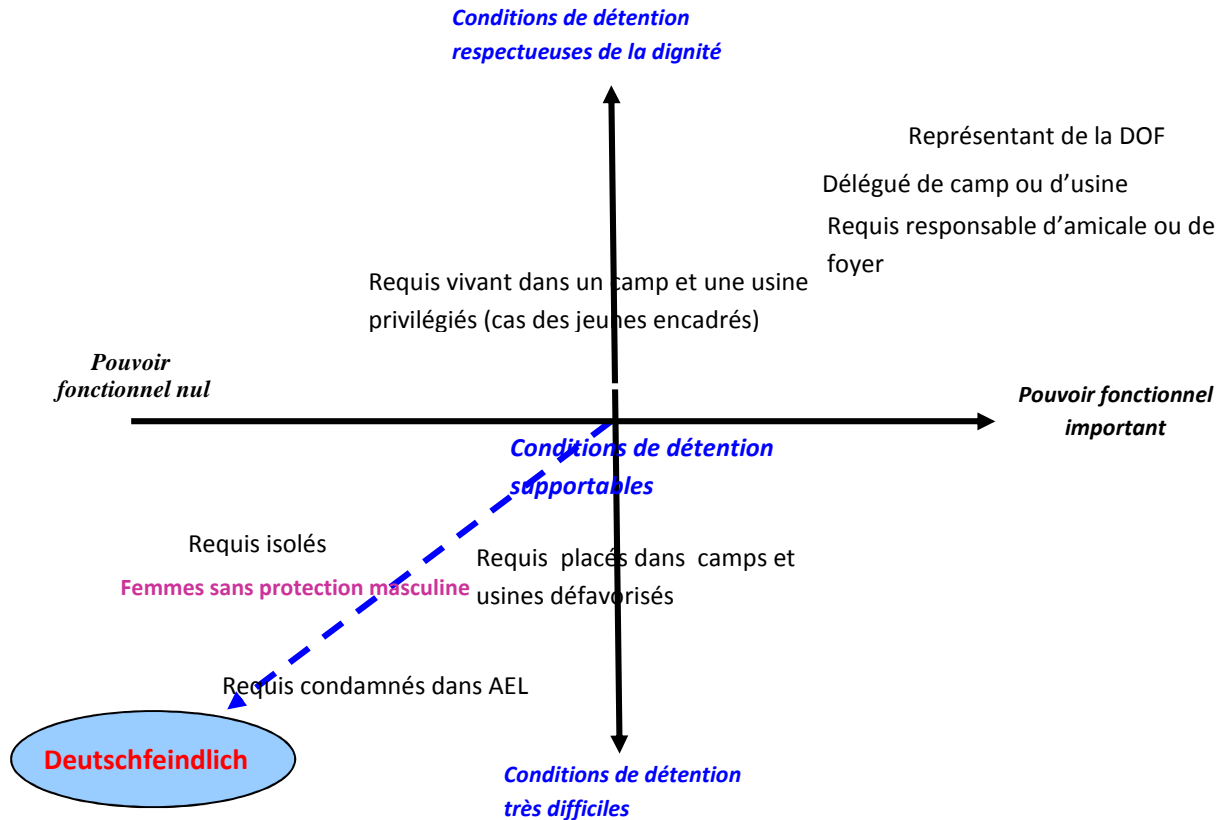 Conditions de détention
respectueuses de la dignité
Représentant de la DOF
Délégué de camp ou d’usine
Requis responsable d’amicale ou de
foyer
Requis vivant dans un camp et une usine
privilégiés (cas des jeunes encadrés)
Pouvoir
fonctionnel nul
Pouvoir fonctionnel
important
Conditions de détention
supportables
Requis isolés
Femmes sans protection masculine
Requis placés dans camps et
usines défavorisés
Requis condamnés dans AEL
Deutschfeindlich
Conditions de détention
très difficiles